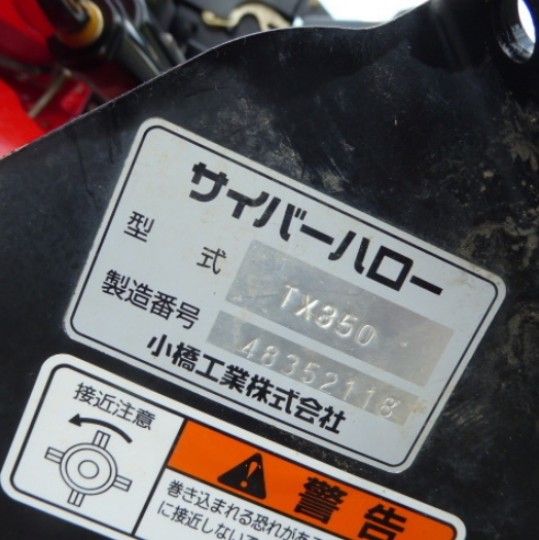 サイバーハロー
型 式 TX350
製造番号 48352118
小橋工業株式会社
接近注意
警告
巻き込まれる恐れがあ
に接近しない